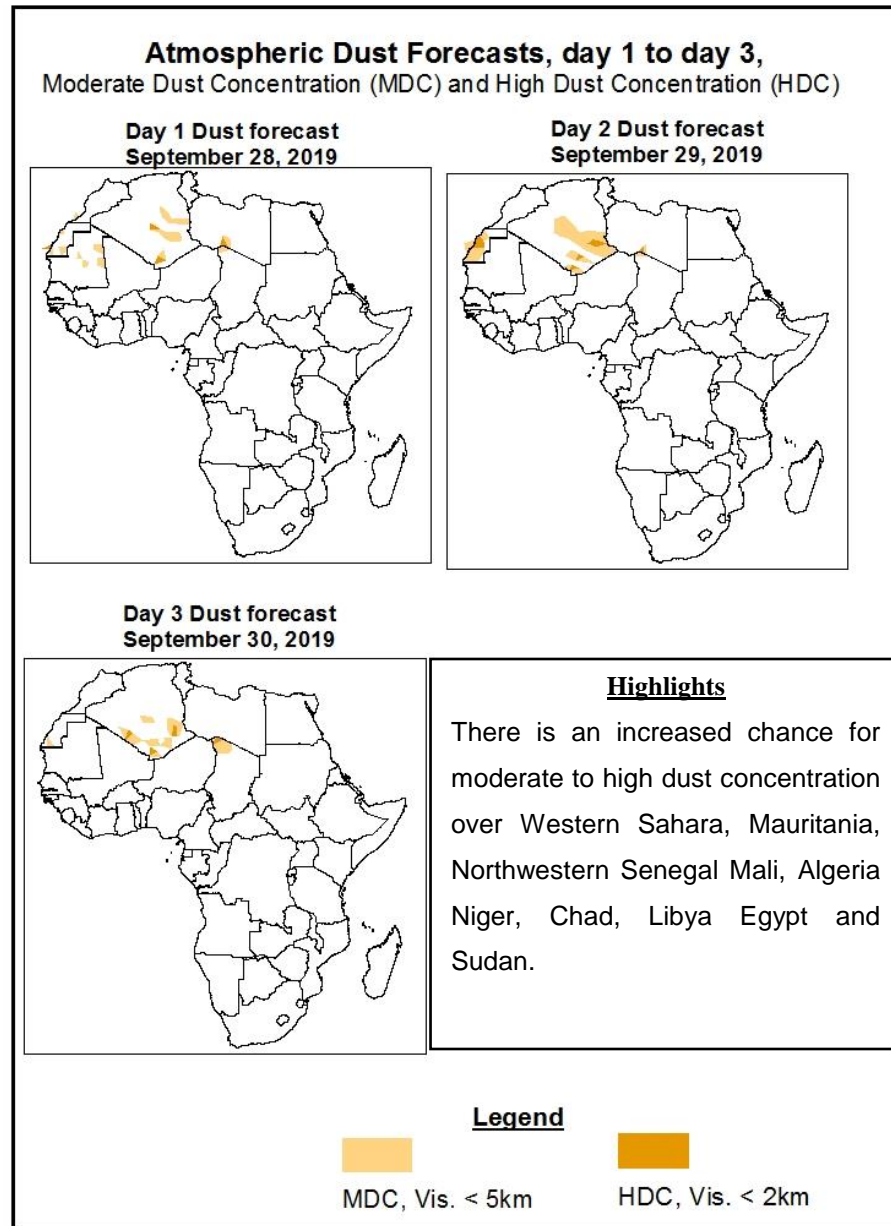 Atmospheric Dust Forecasts, day 1 to day 3,
Moderate Dust Concentration (MDC) and High Dust Concentration (HDC)
Day 1 Dust forecast
September 28, 2019
Day 2 Dust forecast
September 29, 2019
Day 3 Dust forecast
September 30, 2019
Highlights
There is an increased chance for
moderate to high dust concentration
over Western Sahara, Mauritania,
Northwestern Senegal Mali, Algeria
Niger, Chad, Libya Egypt and
Sudan.
Legend
MDC, Vis. < 5km
HDC, Vis. < 2km